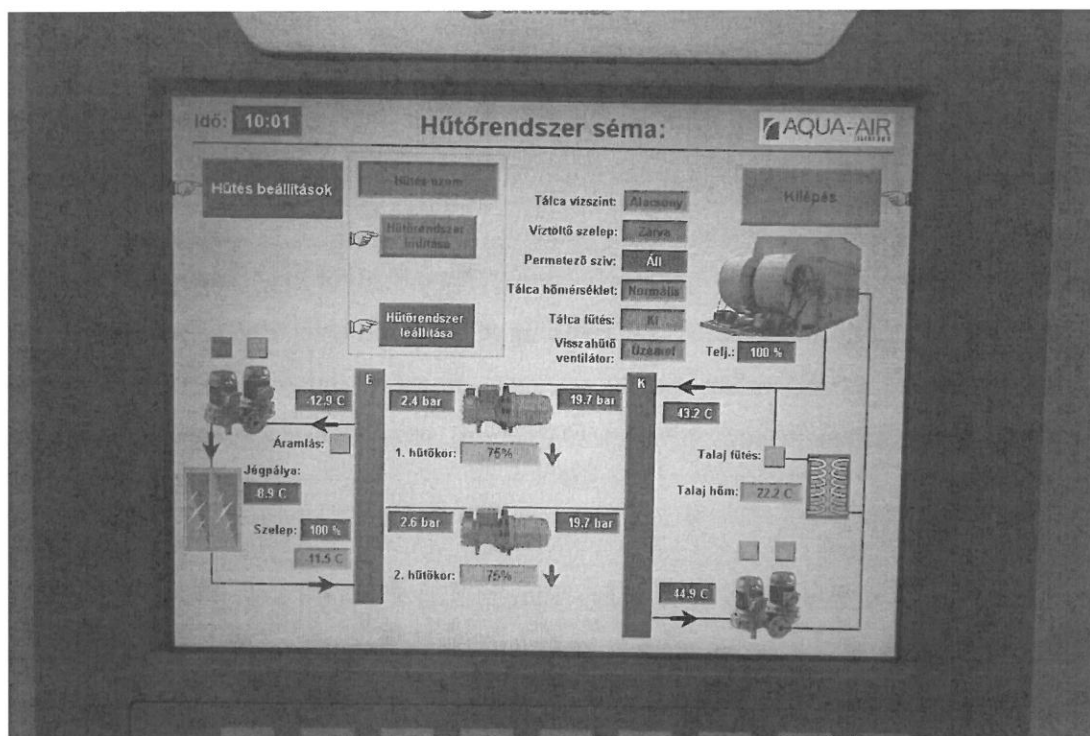 Idő: 10:01
Hűtőrendszer séma:
AQUA-AIR
Hűtés beállítások
Hűtés üzem
Kilépés
Hűtőrendszer
indítása
Hűtőrendszer
leállítása
Tálca vízszint: Alacsony
Víztöltő szelep: Zárva
Permetező sziv: Áll
Tálca hőmérséklet: Normális
Tálca fűtés: Ki
Visszahűtő
ventilátor: Üzemel
Telj.: 100 %
-12.9 C
E
2.4 bar
19.7 bar
K
43.2 C
Áramlás:
1. hűtőkör: 75%
Talaj fűtés:
Jégpálya:
-8.9 C
Talaj hőm: 22.2 C
Szelep: 100 %
2.6 bar
19.7 bar
-11.5 C
2. hűtőkör: 75%
44.9 C